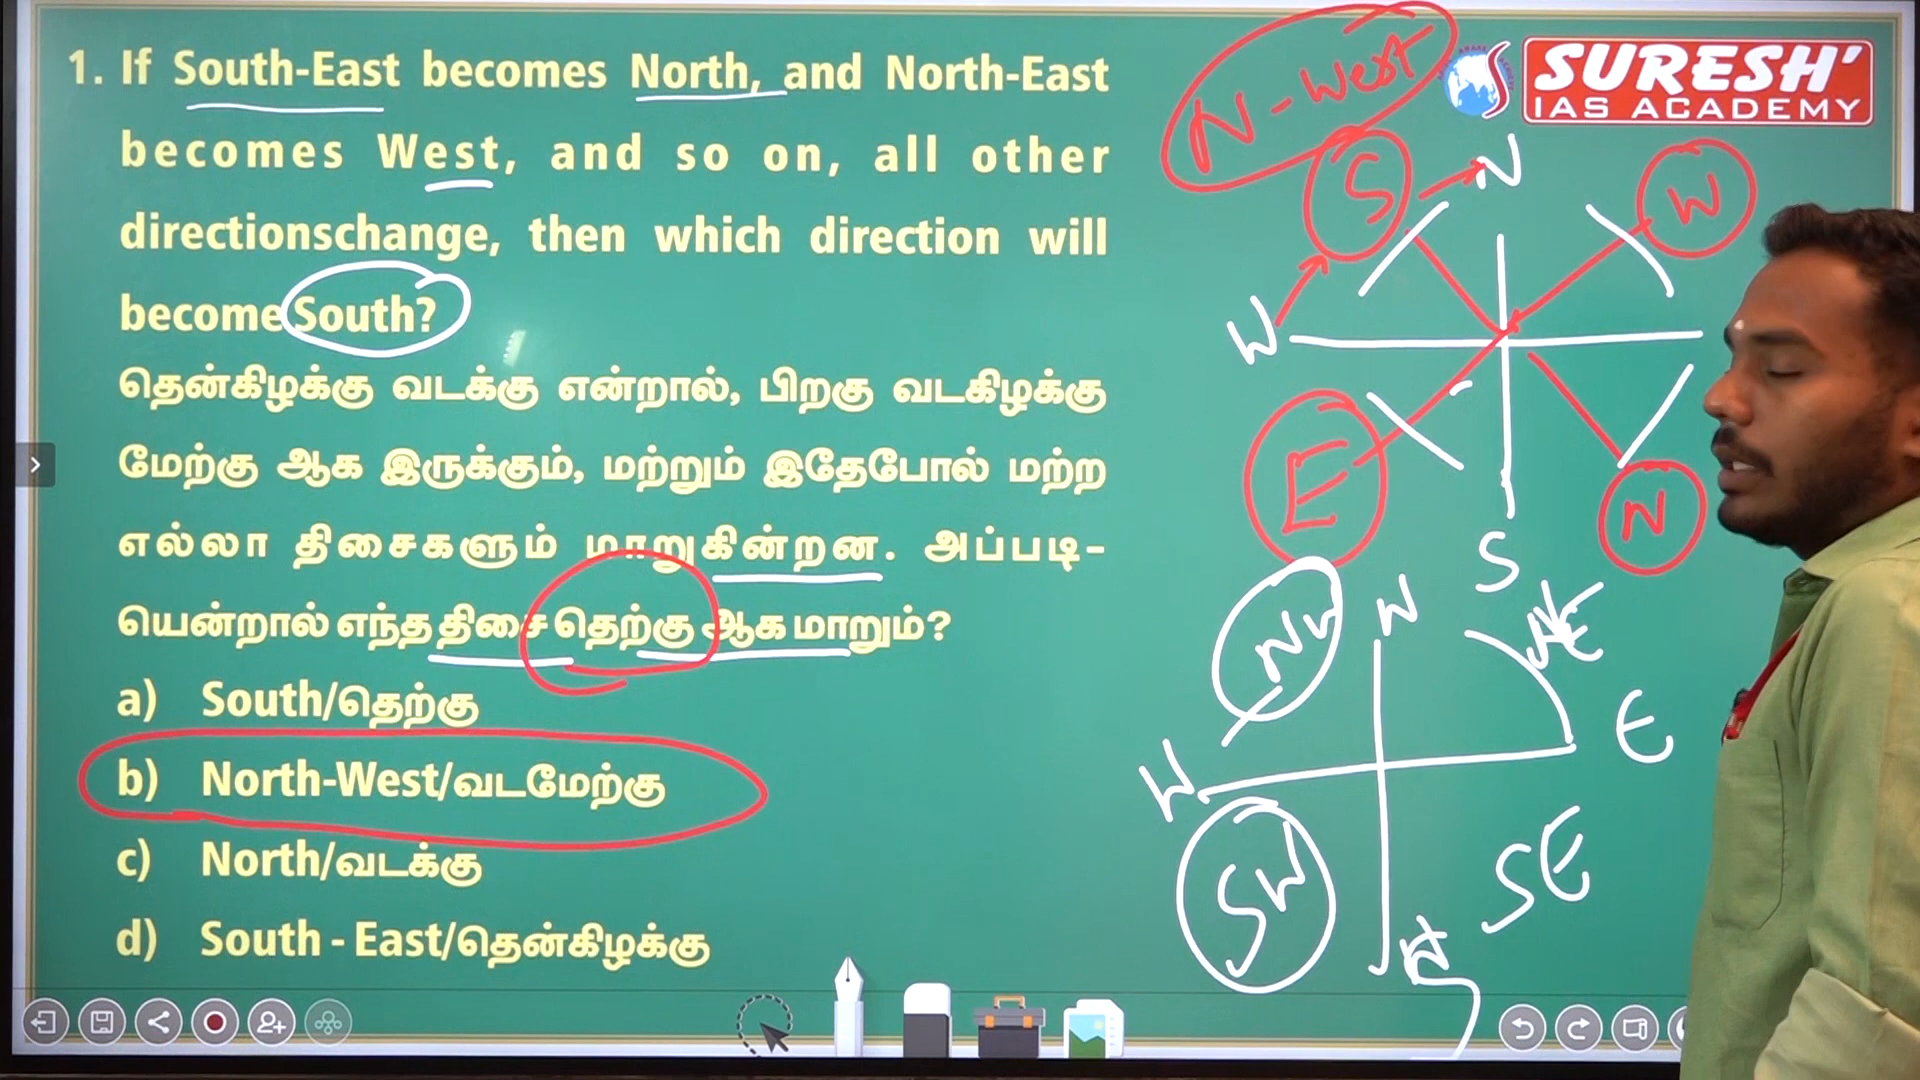 1. If South-East becomes North, and North-East
becomes West, and so on, all other
directionschange, then which direction will
become South?
தென்கிழக்கு வடக்கு என்றால், பிறகு வடகிழக்கு
மேற்கு ஆக இருக்கும், மற்றும் இதேபோல் மற்ற
எல்லா திசைகளும் மாறுகின்றன. அப்படி-
யென்றால் எந்த திசை தெற்கு ஆக மாறும்?
a) South/தெற்கு
b) North-West/வடமேற்கு
c) North/வடக்கு
d) South - East/தென்கிழக்கு
SURESH'
IAS ACADEMY
N-West
S N W
W
E N
S
N NE
W E
SW SE